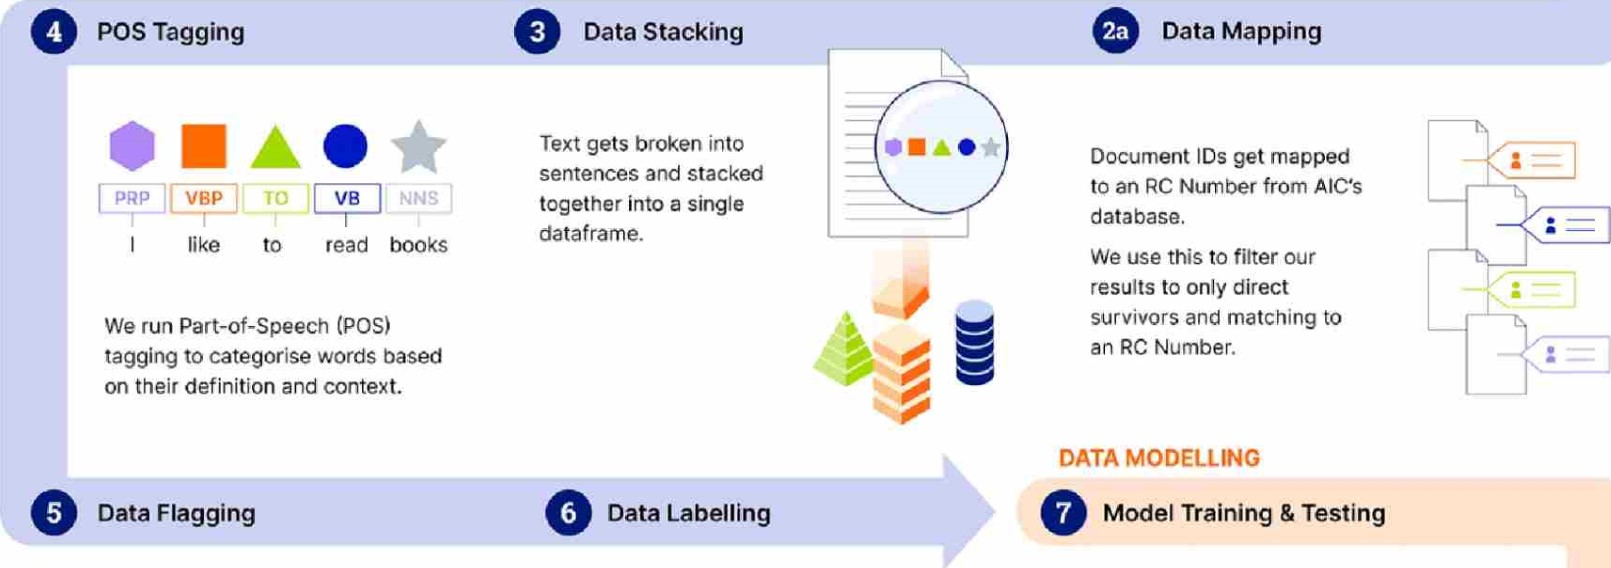 4 POS Tagging
3 Data Stacking
2a Data Mapping
PRP VBP TO VB NNS
I like to read books
We run Part-of-Speech (POS)
tagging to categorise words based
on their definition and context.
Text gets broken into
sentences and stacked
together into a single
dataframe.
Document IDs get mapped
to an RC Number from AIC's
database.
We use this to filter our
results to only direct
survivors and matching to
an RC Number.
DATA MODELLING
5 Data Flagging
6 Data Labelling
7 Model Training & Testing